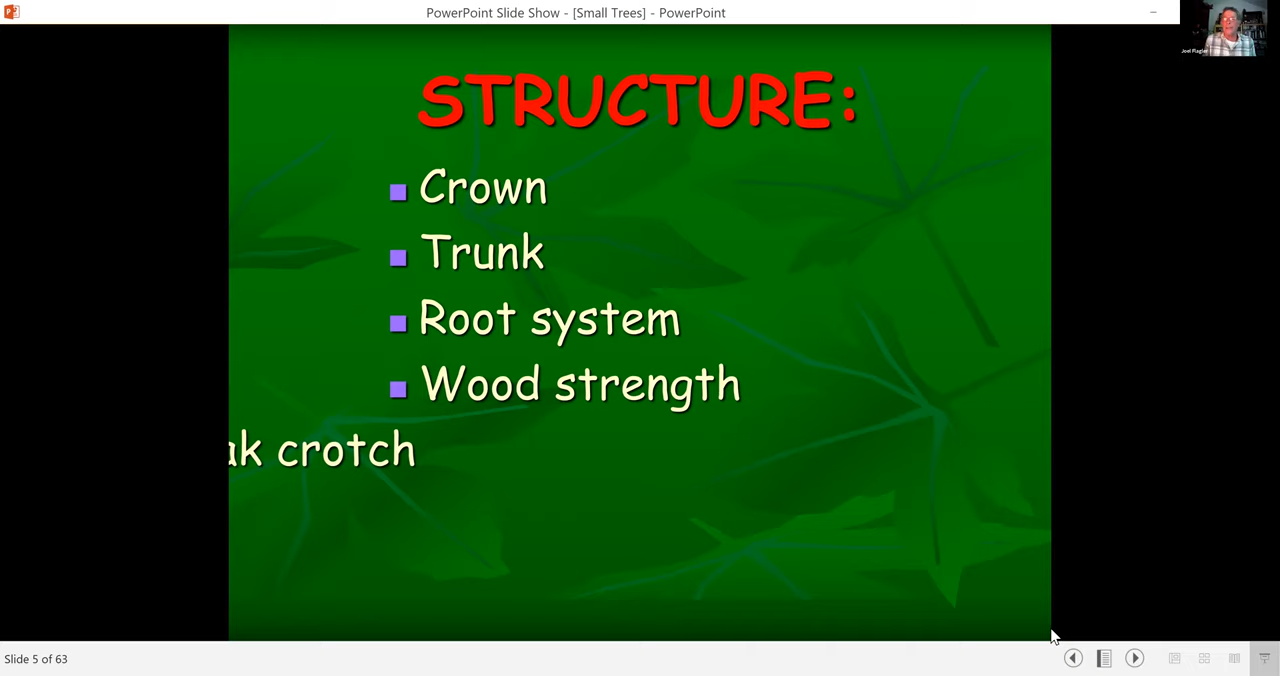 PowerPoint Slide Show - [Small Trees] - PowerPoint
Joel Flagler
STRUCTURE:
Crown
Trunk
Root system
Wood strength
ak crotch
Slide 5 of 63